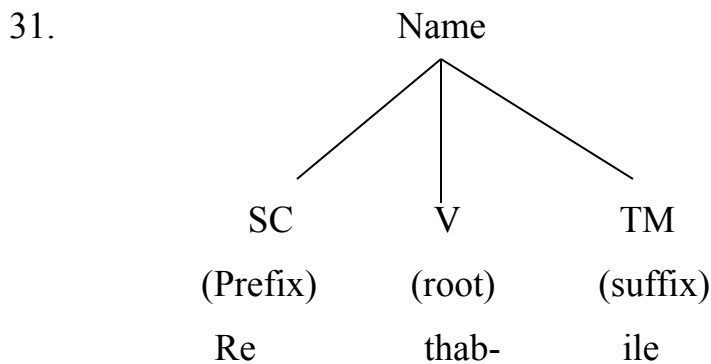 31. Name
SC V TM
(Prefix) (root) (suffix)
Re thab- ile